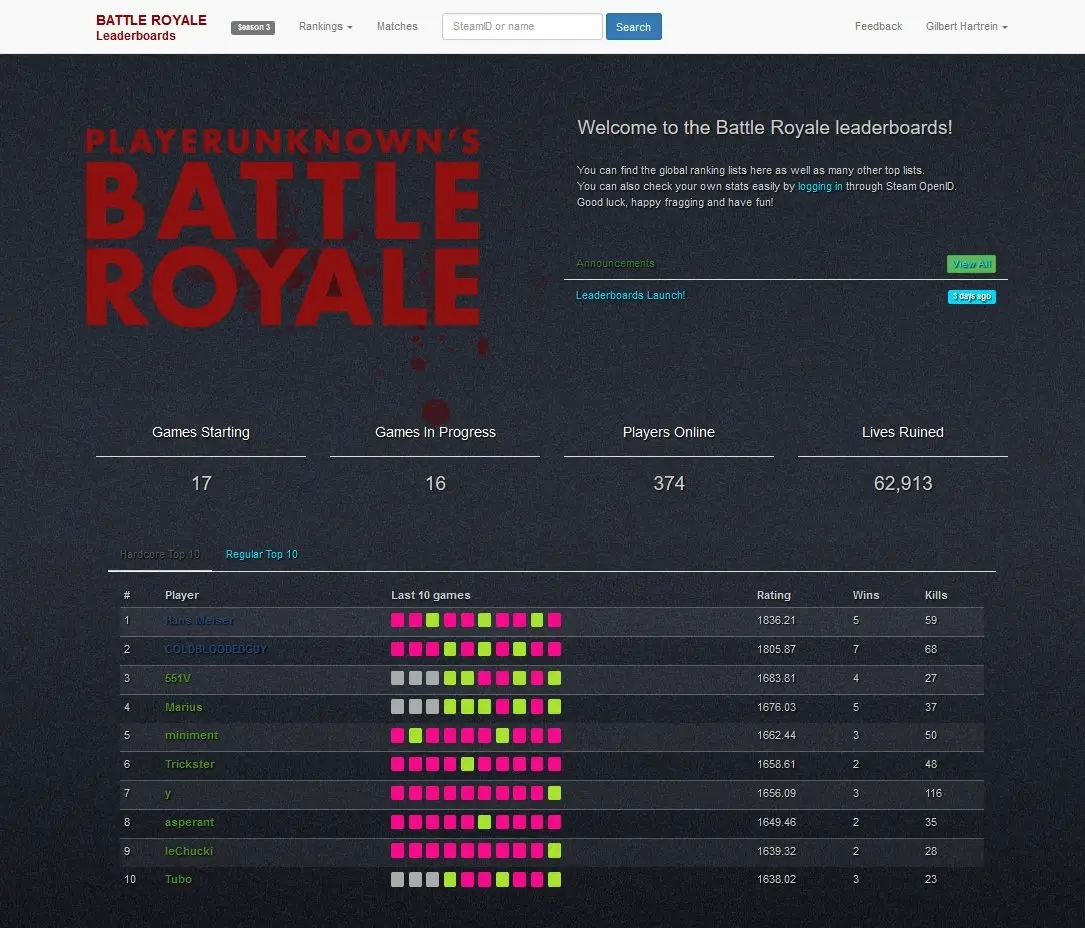 BATTLE ROYALE
Leaderboards
Season 3
Rankings
Matches
SteamID or name
Search
Feedback
Gilbert Hartrein
PLAYERUNKNOWN'S
BATTLE
ROYALE
Welcome to the Battle Royale leaderboards!
You can find the global ranking lists here as well as many other top lists.
You can also check your own stats easily by logging in through Steam OpenID.
Good luck, happy fragging and have fun!
Announcements
View All
Leaderboards Launch!
3 days ago
Games Starting
Games In Progress
Players Online
Lives Ruined
17
16
374
62,913
Hardcore Top 10
Regular Top 10
# Player Last 10 games Rating Wins Kills
1 Hans Meiser 1836.21 5 59
2 COLDBLOODEDG0Y 1805.87 7 68
3 551V 1683.81 4 27
4 Marius 1676.03 5 37
5 miniment 1662.44 3 50
6 Trickster 1658.61 2 48
7 y 1656.09 3 116
8 asperant 1649.46 2 35
9 leChucki 1639.32 2 28
10 Tubo 1638.02 3 23